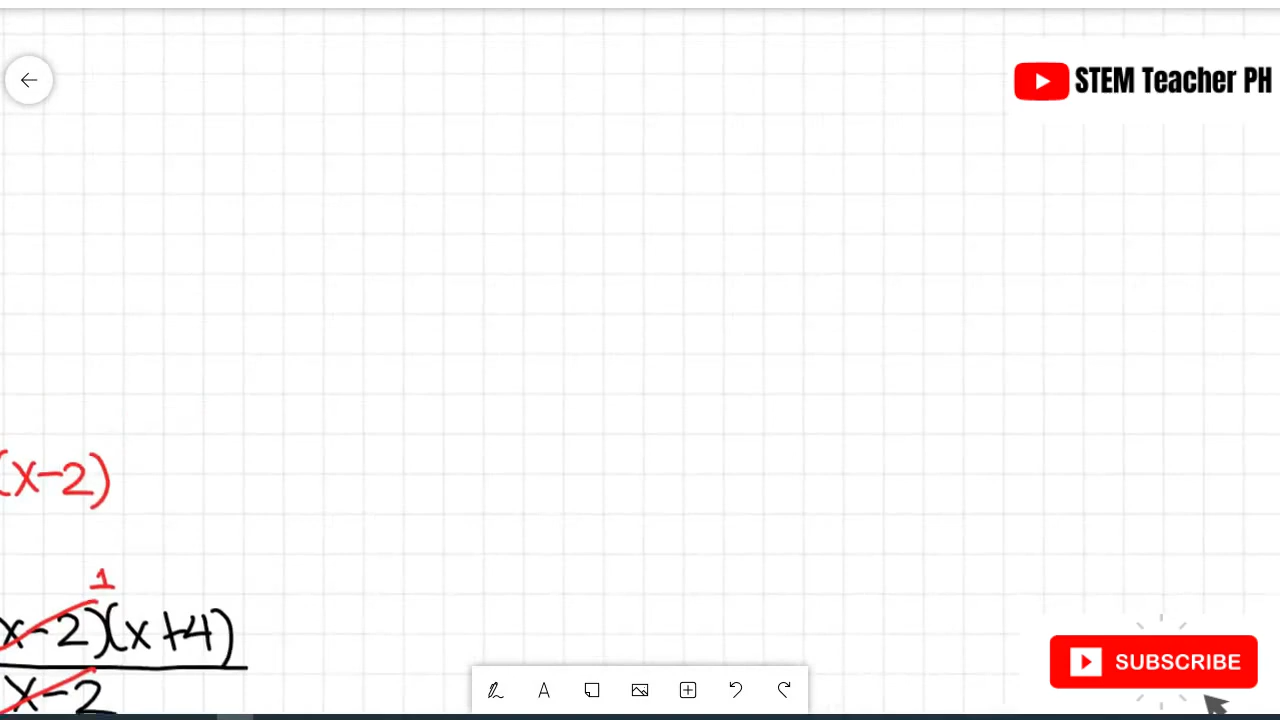 STEM Teacher PH
(x-2)
1
x-2)(x+4)
x-2
SUBSCRIBE